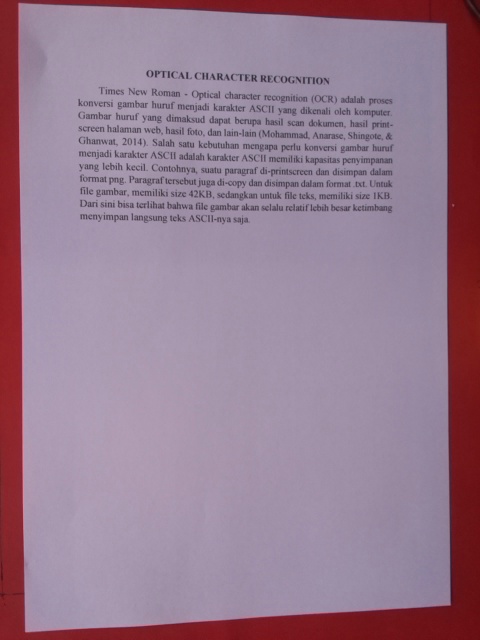 OPTICAL CHARACTER RECOGNITION
Times New Roman - Optical character recognition (OCR) adalah proses
konversi gambar huruf menjadi karakter ASCII yang dikenali oleh komputer.
Gambar huruf yang dimaksud dapat berupa hasil scan dokumen, hasil print-
screen halaman web, hasil foto, dan lain-lain (Mohammad, Anarase, Shingote, &
Ghanwat, 2014). Salah satu kebutuhan mengapa perlu konversi gambar huruf
menjadi karakter ASCII adalah karakter ASCII memiliki kapasitas penyimpanan
yang lebih kecil. Contohnya, suatu paragraf di-printscreen dan disimpan dalam
format png. Paragraf tersebut juga di-copy dan disimpan dalam format .txt. Untuk
file gambar, memiliki size 42KB, sedangkan untuk file teks, memiliki size 1KB.
Dari sini bisa terlihat bahwa file gambar akan selalu relatif lebih besar ketimbang
menyimpan langsung teks ASCII-nya saja.